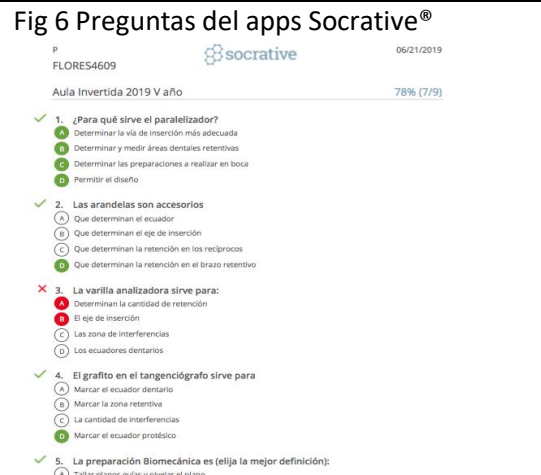 Fig 6 Preguntas del apps Socrative®
P
FLORES4609
socrative
06/21/2019
Aula Invertida 2019 V año
78% (7/9)
1. ¿Para qué sirve el paralelizador?
A Determinar la vía de inserción más adecuada
B Determinar y medir áreas dentales retentivas
C Determinar las preparaciones a realizar en boca
D Permitir el diseño
2. Las arandelas son accesorios
A Que determinan el ecuador
B Que determinan el eje de inserción
C Que determinan la retención en los recíprocos
D Que determinan la retención en el brazo retentivo
3. La varilla analizadora sirve para:
A Determinan la cantidad de retención
B El eje de inserción
C Las zona de interferencias
D Los ecuadores dentarios
4. El grafito en el tangenciógrafo sirve para
A Marcar el ecuador dentario
B Marcar la zona retentiva
C La cantidad de interferencias
D Marcar el ecuador protésico
5. La preparación Biomecánica es (elija la mejor definición):
A Tallar planos guías y nivelas el plano